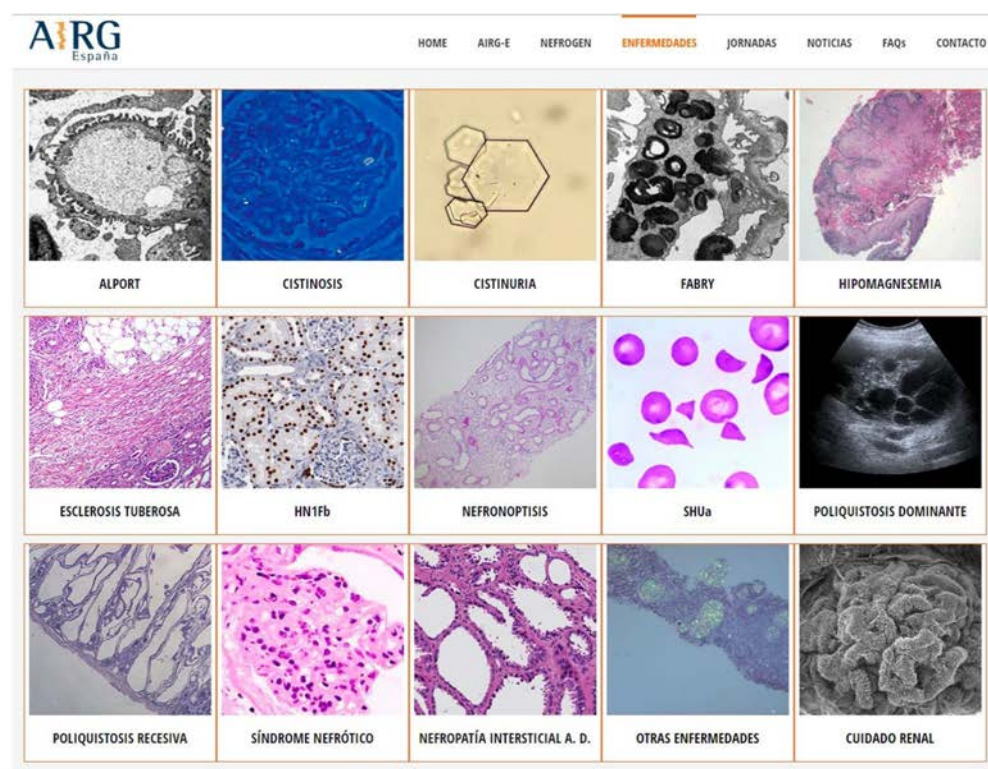 AIRG
España
HOME AIRG-E NEFROGEN ENFERMEDADES JORNADAS NOTICIAS FAQs CONTACTO
ALPORT CISTINOSIS CISTINURIA FABRY HIPOMAGNESEMIA
ESCLEROSIS TUBEROSA HN1Fb NEFRONOPTISIS SHUa POLIQUISTOSIS DOMINANTE
POLIQUISTOSIS RECESIVA SÍNDROME NEFRÓTICO NEFROPATÍA INTERSTICIAL A. D. OTRAS ENFERMEDADES CUIDADO RENAL